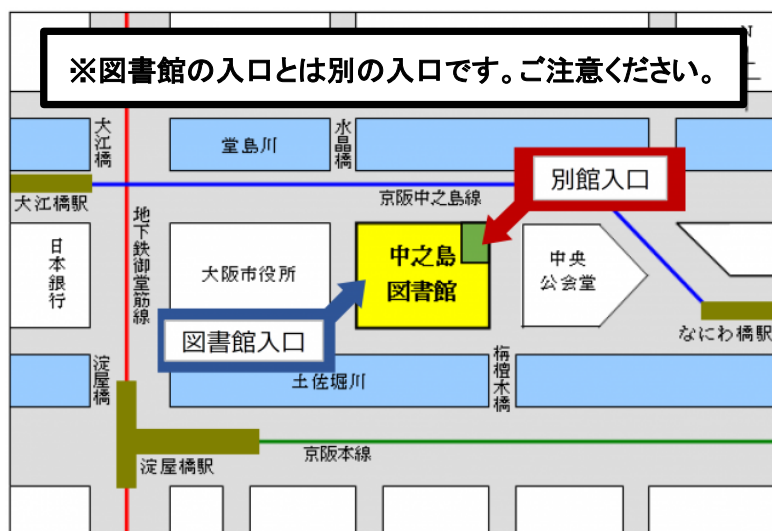 ※図書館の入口とは別の入口です。ご注意ください。
N
大江橋
堂島川
水晶橋
別館入口
大江橋駅
京阪中之島線
地下鉄御堂筋線
日本銀行
大阪市役所
中之島
図書館
中央
公会堂
図書館入口
なにわ橋駅
淀屋橋
土佐堀川
栴檀木橋
淀屋橋駅
京阪本線